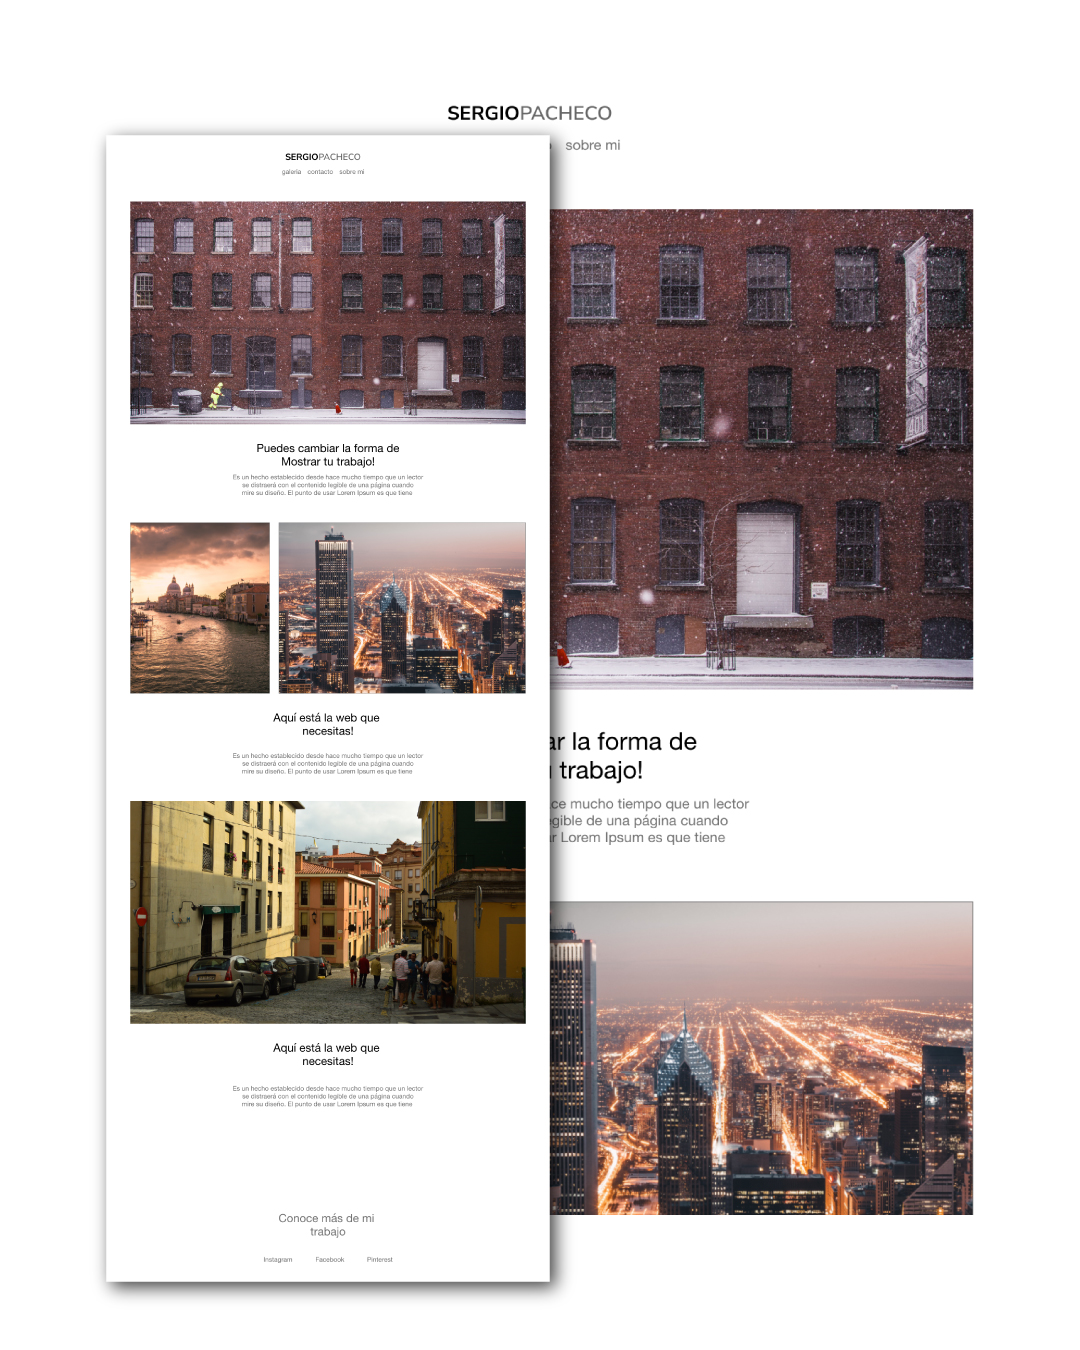 SERGIOPACHECO
sobre mi
SERGIOPACHECO
galeria contacto sobre mi
Puedes cambiar la forma de
Mostrar tu trabajo!
Es un hecho establecido desde hace mucho tiempo que un lector
se distraerá con el contenido legible de una página cuando
mire su diseño. El punto de usar Lorem Ipsum es que tiene
Aquí está la web que
necesitas!
Es un hecho establecido desde hace mucho tiempo que un lector
se distraerá con el contenido legible de una página cuando
mire su diseño. El punto de usar Lorem Ipsum es que tiene
Aquí está la web que
necesitas!
Es un hecho establecido desde hace mucho tiempo que un lector
se distraerá con el contenido legible de una página cuando
mire su diseño. El punto de usar Lorem Ipsum es que tiene
Conoce más de mi
trabajo
Instagram Facebook Pinterest
ar la forma de
trabajo!
ce mucho tiempo que un lector
egible de una página cuando
ar Lorem Ipsum es que tiene